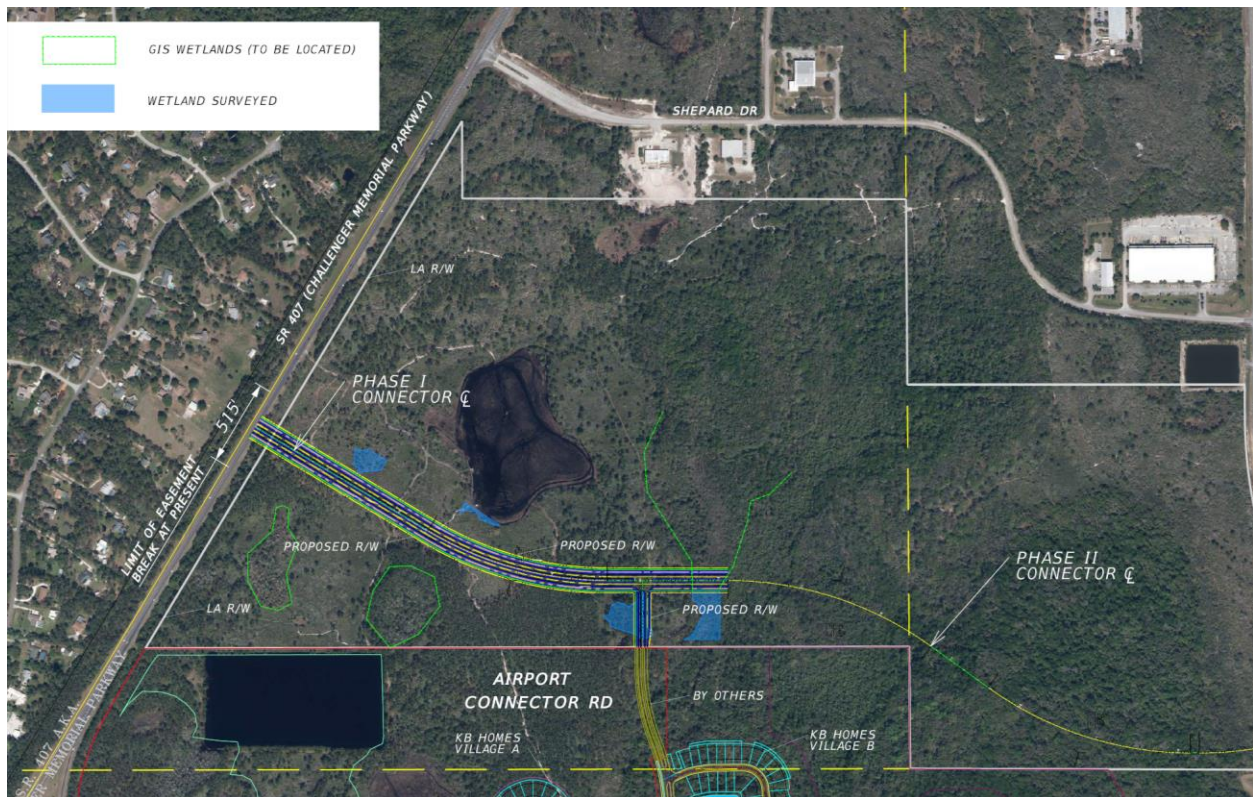 GIS WETLANDS (TO BE LOCATED)
WETLAND SURVEYED
SHEPARD DR
SR 407 (CHALLENGER MEMORIAL PARKWAY)
LA R/W
PHASE I
CONNECTOR ℄
515'
LIMIT OF EASEMENT
BREAK AT PRESENT
PROPOSED R/W
PROPOSED R/W
PHASE II
CONNECTOR ℄
LA R/W
PROPOSED R/W
AIRPORT
CONNECTOR RD
BY OTHERS
KB HOMES
VILLAGE A
KB HOMES
VILLAGE B
S.R. 407 A.K.A.
MEMORIAL PARKWAY